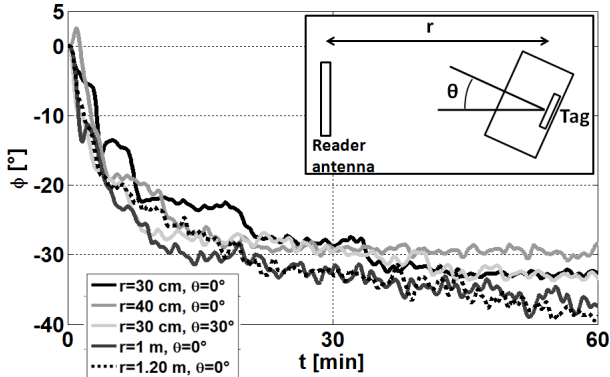 5
0
-10
-20
-30
-40
ϕ [°]
r
θ
Tag
Reader
antenna
r=30 cm, θ=0°
r=40 cm, θ=0°
r=30 cm, θ=30°
r=1 m, θ=0°
r=1.20 m, θ=0°
0
30
60
t [min]